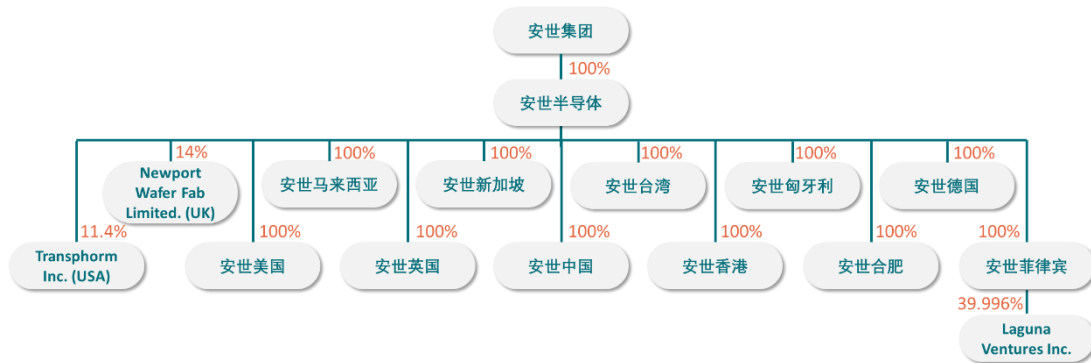 安世集团
100%
安世半导体
14%
100%
100%
100%
100%
100%
Newport
Wafer Fab
Limited. (UK)
安世马来西亚
安世新加坡
安世台湾
安世匈牙利
安世德国
11.4%
100%
100%
100%
100%
100%
100%
Transphorm
Inc. (USA)
安世美国
安世英国
安世中国
安世香港
安世合肥
安世菲律宾
39.996%
Laguna
Ventures Inc.